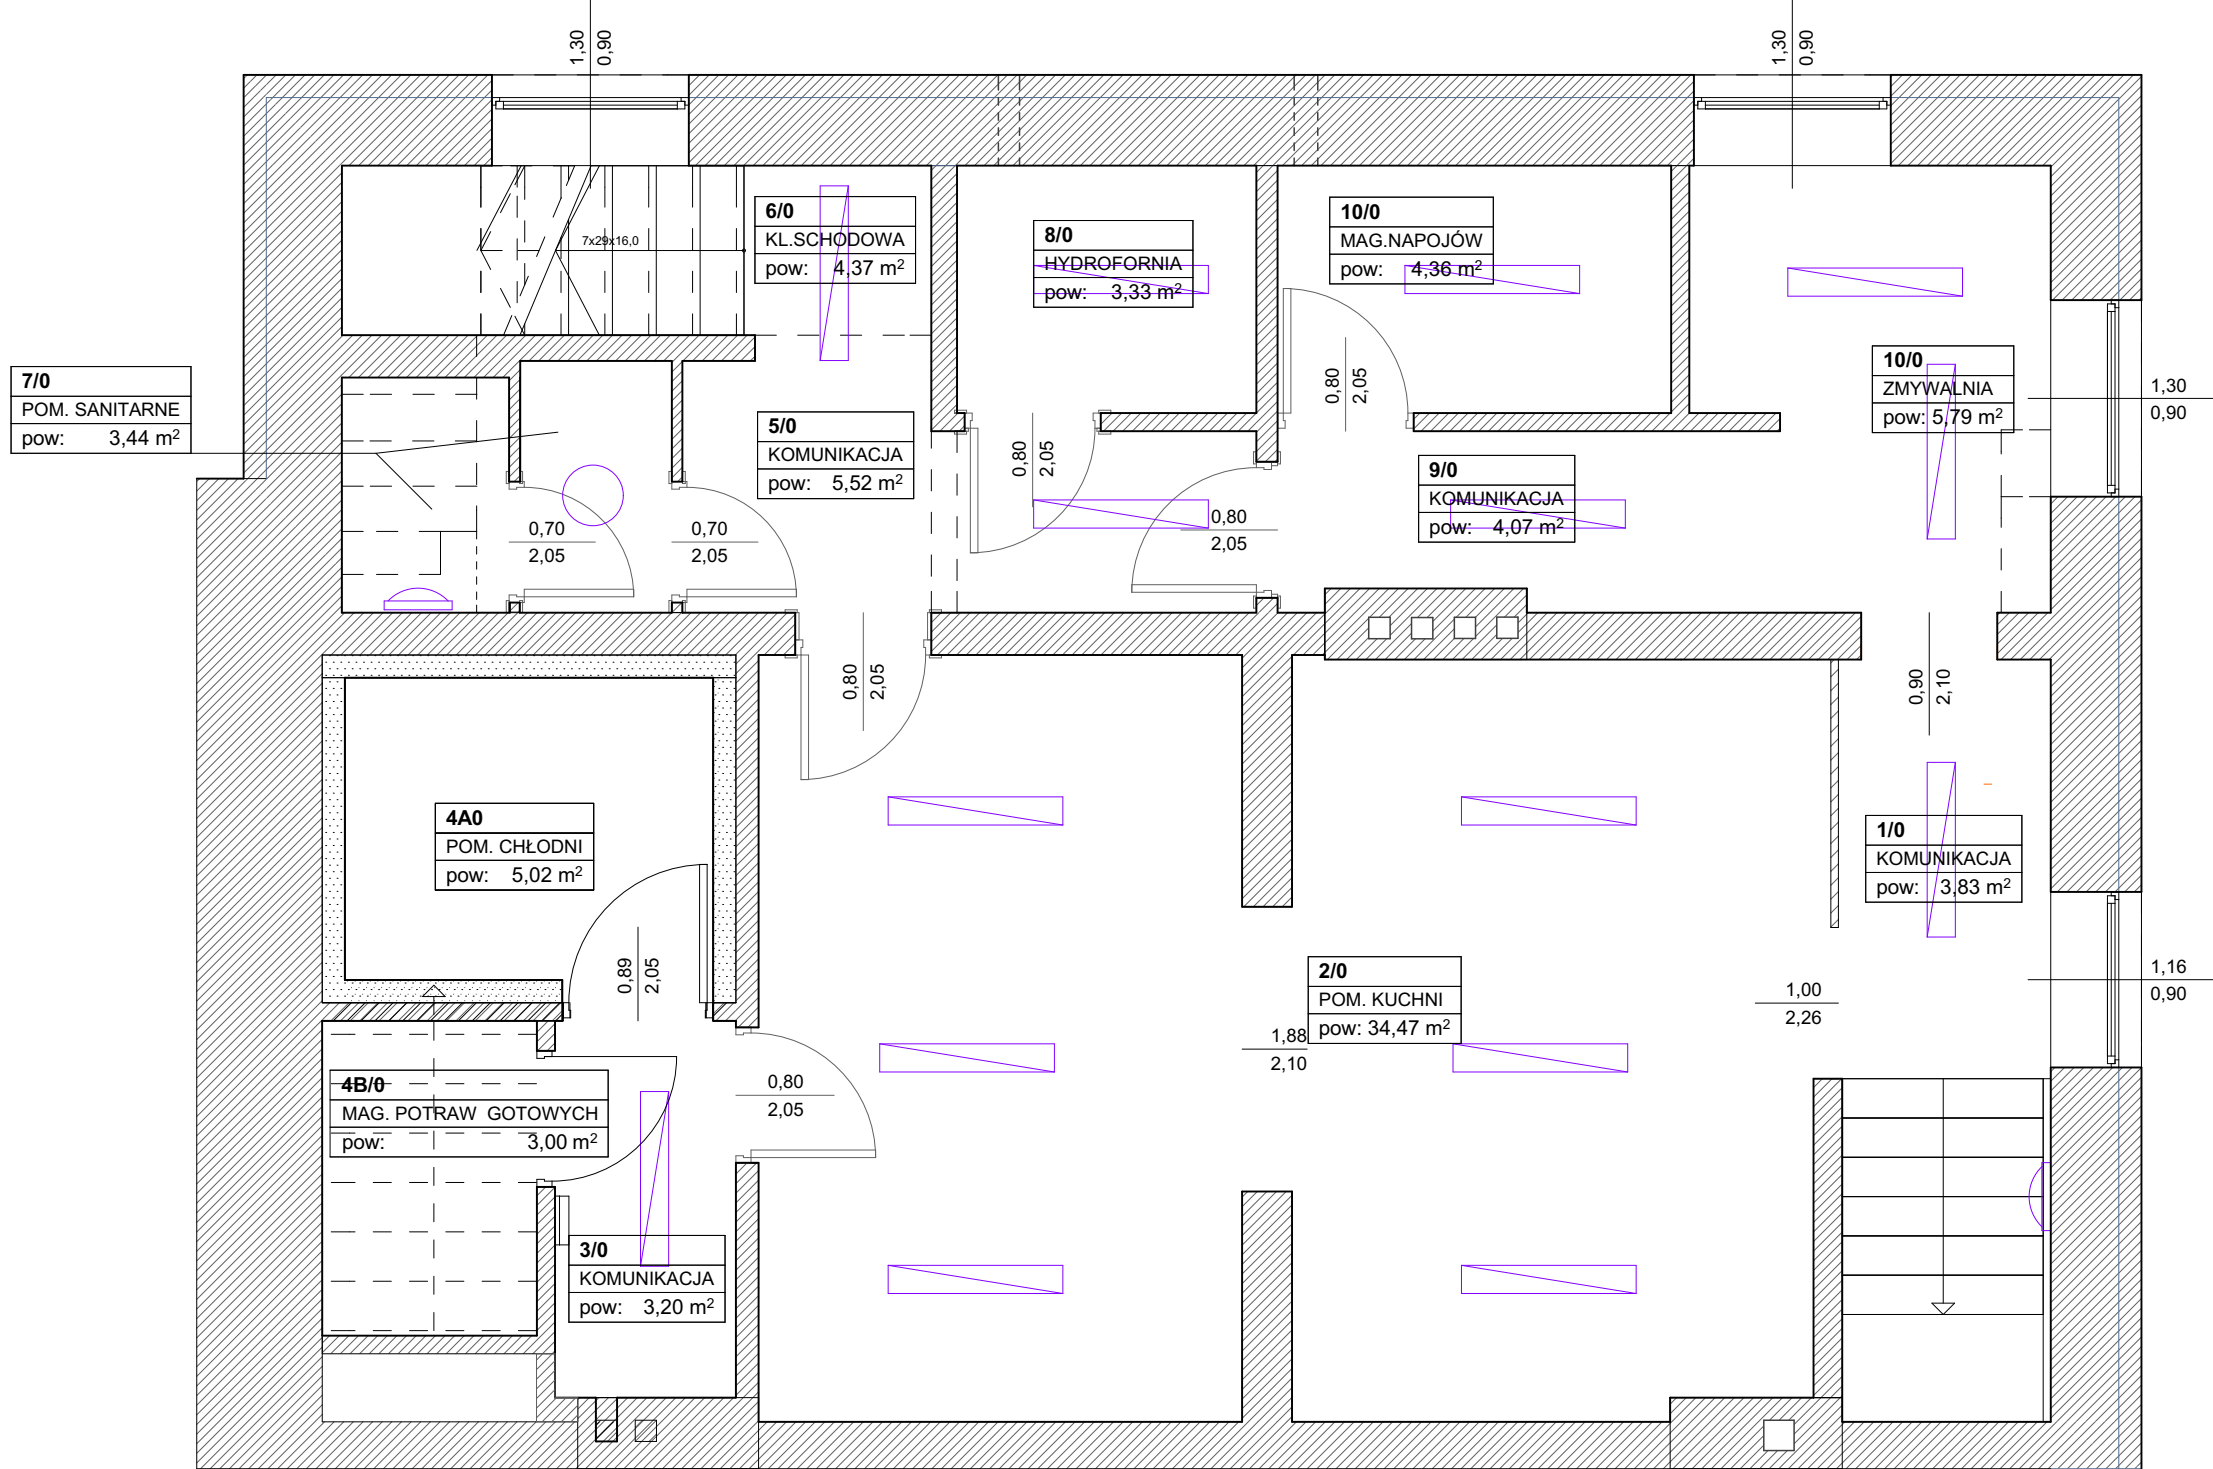 1,30
0,90
1,30
0,90
6/0
KL.SCHODOWA
pow: 4,37 m²
7x29x16,0
8/0
HYDROFORNIA
pow: 3,33 m²
10/0
MAG.NAPOJÓW
pow: 4,36 m²
10/0
ZMYWALNIA
pow: 5,79 m²
1,30
0,90
7/0
POM. SANITARNE
pow: 3,44 m²
0,80
2,05
5/0
KOMUNIKACJA
pow: 5,52 m²
0,80
2,05
9/0
KOMUNIKACJA
pow: 4,07 m²
0,70
2,05
0,70
2,05
0,80
2,05
0,80
2,05
0,90
2,10
4A0
POM. CHŁODNI
pow: 5,02 m²
1/0
KOMUNIKACJA
pow: 3,83 m²
0,89
2,05
2/0
POM. KUCHNI
pow: 34,47 m²
1,00
2,26
1,16
0,90
1,88
2,10
4B/0
MAG. POTRAW GOTOWYCH
pow: 3,00 m²
0,80
2,05
3/0
KOMUNIKACJA
pow: 3,20 m²